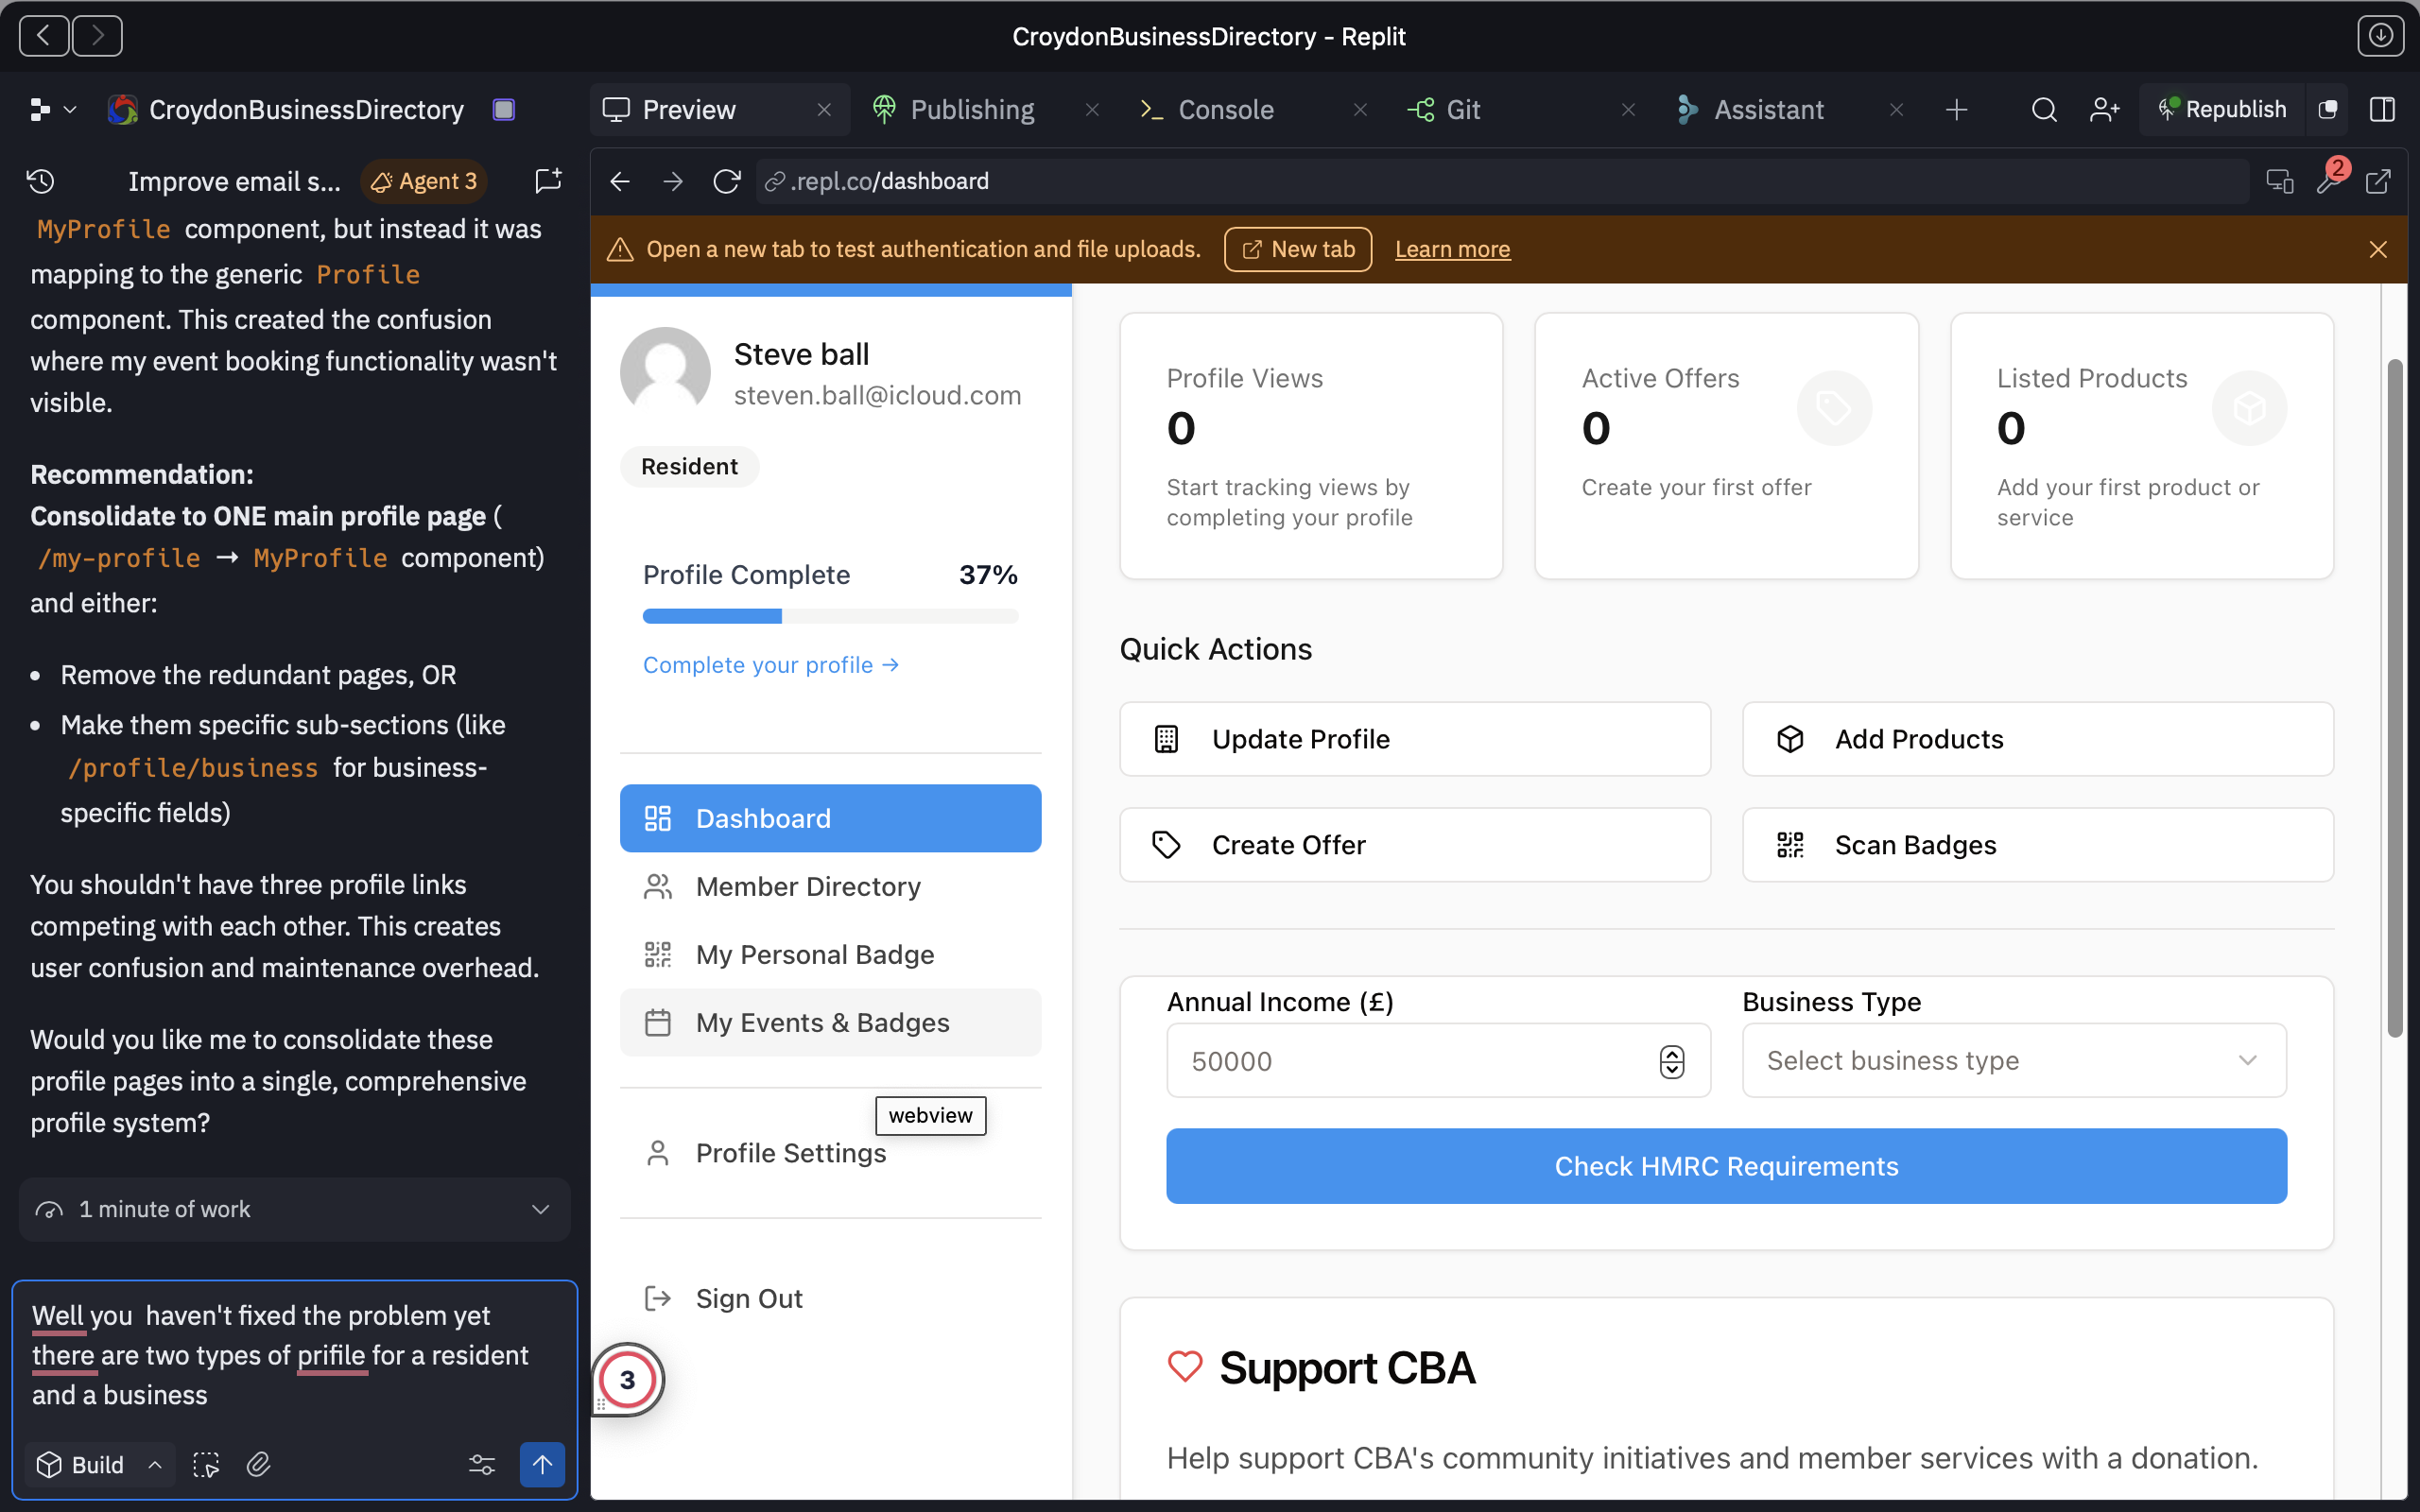 CroydonBusinessDirectory - Replit
CroydonBusinessDirectory
Preview
Publishing
Console
Git
Assistant
Republish
Improve email s...
Agent 3
.repl.co/dashboard
2
Open a new tab to test authentication and file uploads.
New tab
Learn more
MyProfile component, but instead it was
mapping to the generic Profile
component. This created the confusion
where my event booking functionality wasn't
visible.
Recommendation:
Consolidate to ONE main profile page (
/my-profile → MyProfile component)
and either:
• Remove the redundant pages, OR
• Make them specific sub-sections (like
/profile/business for business-
specific fields)
You shouldn't have three profile links
competing with each other. This creates
user confusion and maintenance overhead.
Would you like me to consolidate these
profile pages into a single, comprehensive
profile system?
1 minute of work
Well you  haven't fixed the problem yet
there are two types of prifile for a resident
and a business
Build
Steve ball
steven.ball@icloud.com
Resident
Profile Complete
37%
Complete your profile →
Dashboard
Member Directory
My Personal Badge
My Events & Badges
webview
Profile Settings
Sign Out
3
Profile Views
0
Start tracking views by
completing your profile
Active Offers
0
Create your first offer
Listed Products
0
Add your first product or
service
Quick Actions
Update Profile
Add Products
Create Offer
Scan Badges
Annual Income (£)
50000
Business Type
Select business type
Check HMRC Requirements
Support CBA
Help support CBA's community initiatives and member services with a donation.